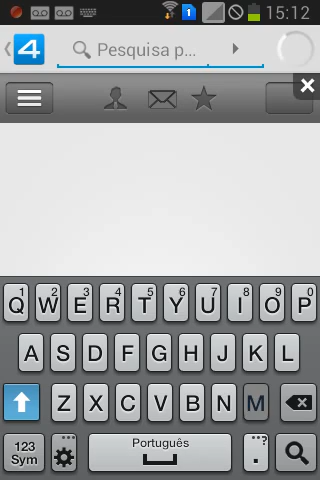 1 15:12
4 Pesquisa p...
1 2 3 4 5 6 7 8 9 0
Q W E R T Y U I O P
A S D F G H J K L
Z X C V B N M
123 Português ...?
Sym .